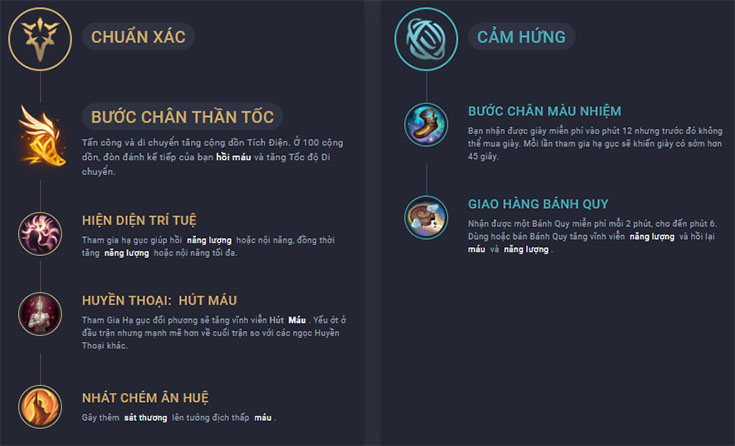 CHUẨN XÁC
BƯỚC CHÂN THẦN TỐC
Tấn công và di chuyển tăng cộng dồn Tích Điện. Ở 100 cộng
dồn, đòn đánh kế tiếp của bạn hồi máu và tăng Tốc độ Di
chuyển.
HIỆN DIỆN TRÍ TUỆ
Tham gia hạ gục giúp hồi năng lượng hoặc nội năng, đồng thời
tăng năng lượng hoặc nội năng tối đa.
HUYỀN THOẠI: HÚT MÁU
Tham Gia Hạ gục đối phương sẽ tăng vĩnh viễn Hút Máu . Yếu ớt ở
đầu trận nhưng mạnh mẽ hơn về cuối trận so với các ngọc Huyền
Thoại khác.
NHÁT CHÉM ÂN HUỆ
Gây thêm sát thương lên tướng địch thấp máu .
CẢM HỨNG
BƯỚC CHÂN MÀU NHIỆM
Bạn nhận được giày miễn phí vào phút 12 nhưng trước đó không
thể mua giày. Mỗi lần tham gia hạ gục sẽ khiến giày có sớm hơn
45 giây.
GIAO HÀNG BÁNH QUY
Nhận được một Bánh Quy miễn phí mỗi 2 phút, cho đến phút 6.
Dùng hoặc bán Bánh Quy tăng vĩnh viễn năng lượng và hồi lại
máu và năng lượng .